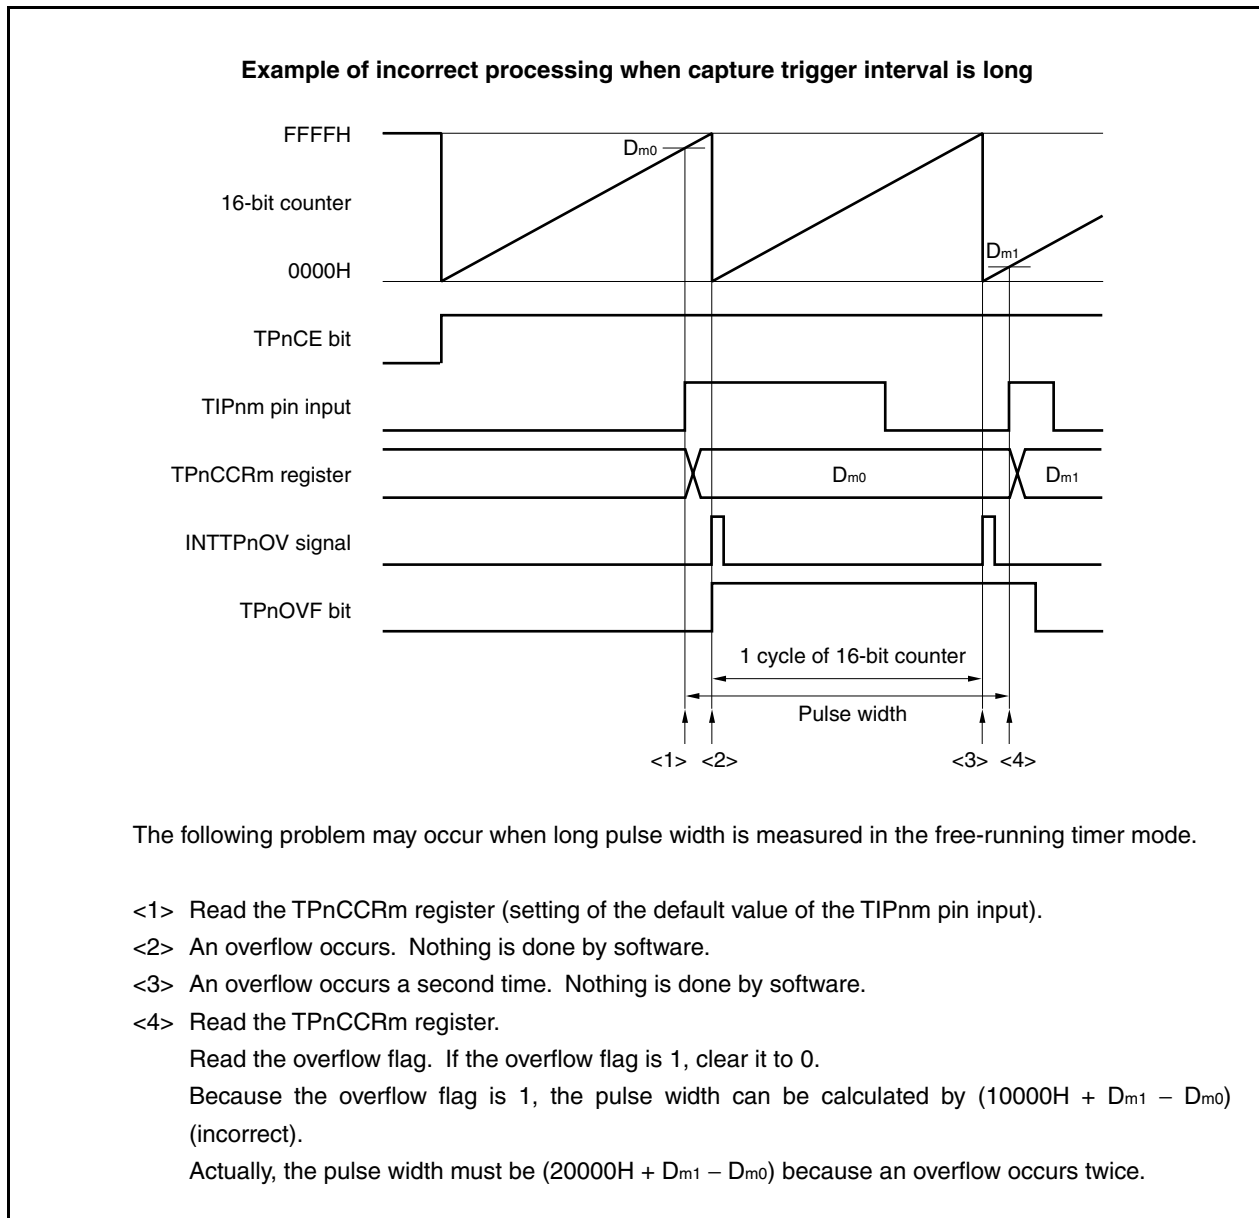 Example of incorrect processing when capture trigger interval is long
FFFFH
Dm0
16-bit counter
Dm1
0000H
TPnCE bit
TIPnm pin input
TPnCCRm register
Dm0
Dm1
INTTPnOV signal
TPnOVF bit
1 cycle of 16-bit counter
Pulse width
<1> <2> <3> <4>
The following problem may occur when long pulse width is measured in the free-running timer mode.
<1> Read the TPnCCRm register (setting of the default value of the TIPnm pin input).
<2> An overflow occurs. Nothing is done by software.
<3> An overflow occurs a second time. Nothing is done by software.
<4> Read the TPnCCRm register.
Read the overflow flag. If the overflow flag is 1, clear it to 0.
Because the overflow flag is 1, the pulse width can be calculated by (10000H + Dm1 – Dm0)
(incorrect).
Actually, the pulse width must be (20000H + Dm1 – Dm0) because an overflow occurs twice.